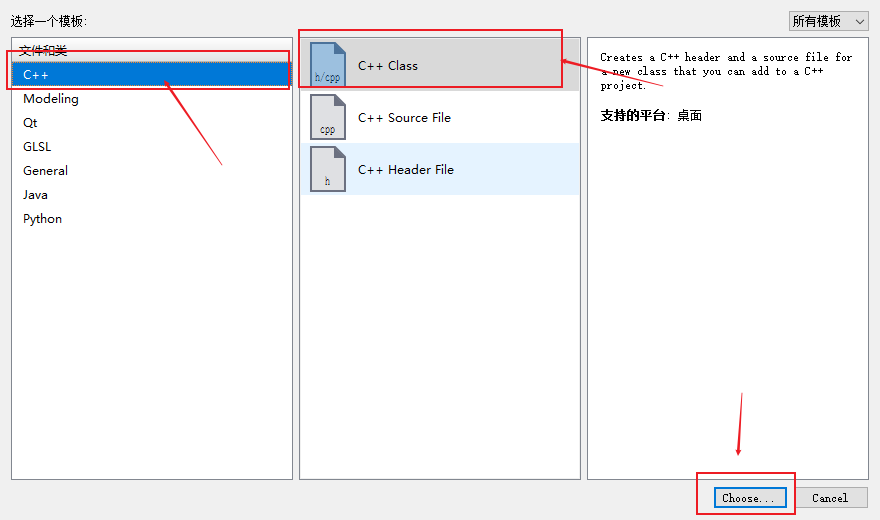 选择一个模板:
所有模板
文件和类
C++
Modeling
Qt
GLSL
General
Java
Python
h/cpp
C++ Class
cpp
C++ Source File
h
C++ Header File
Creates a C++ header and a source file for
a new class that you can add to a C++
project.
支持的平台: 桌面
Choose...
Cancel